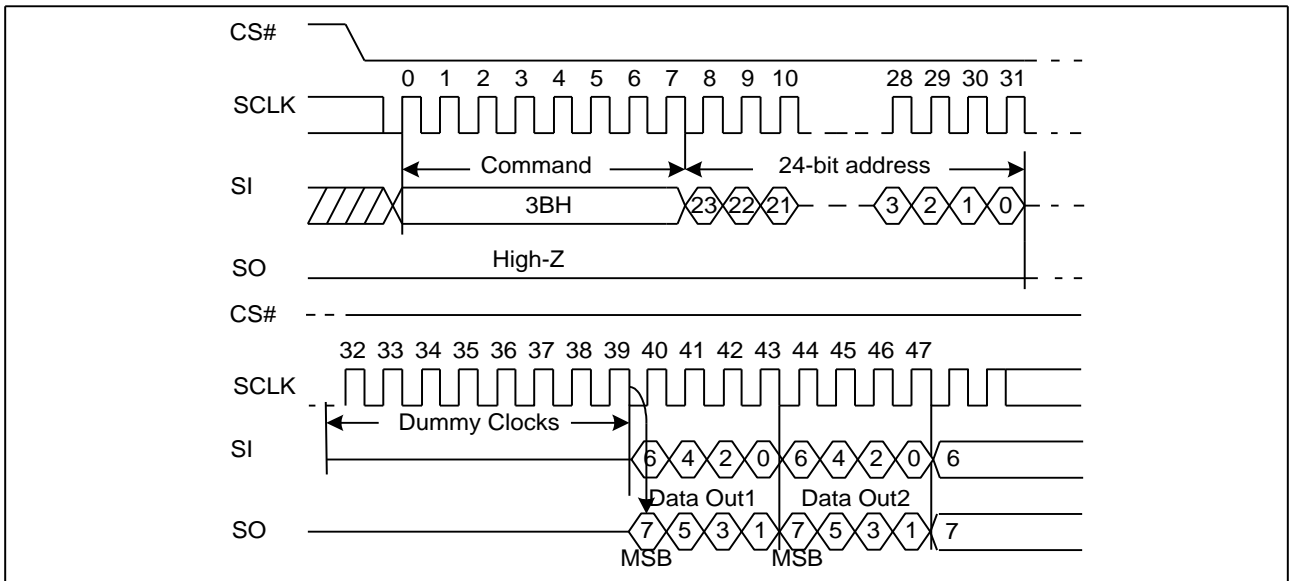 CS#
0 1 2 3 4 5 6 7 8 9 10 28 29 30 31
SCLK
Command 24-bit address
SI
3BH 23 22 21 3 2 1 0
High-Z
SO
CS#
32 33 34 35 36 37 38 39 40 41 42 43 44 45 46 47
SCLK
Dummy Clocks
SI
6 4 2 0 6 4 2 0 6
Data Out1 Data Out2
SO
7 5 3 1 7 5 3 1 7
MSB MSB